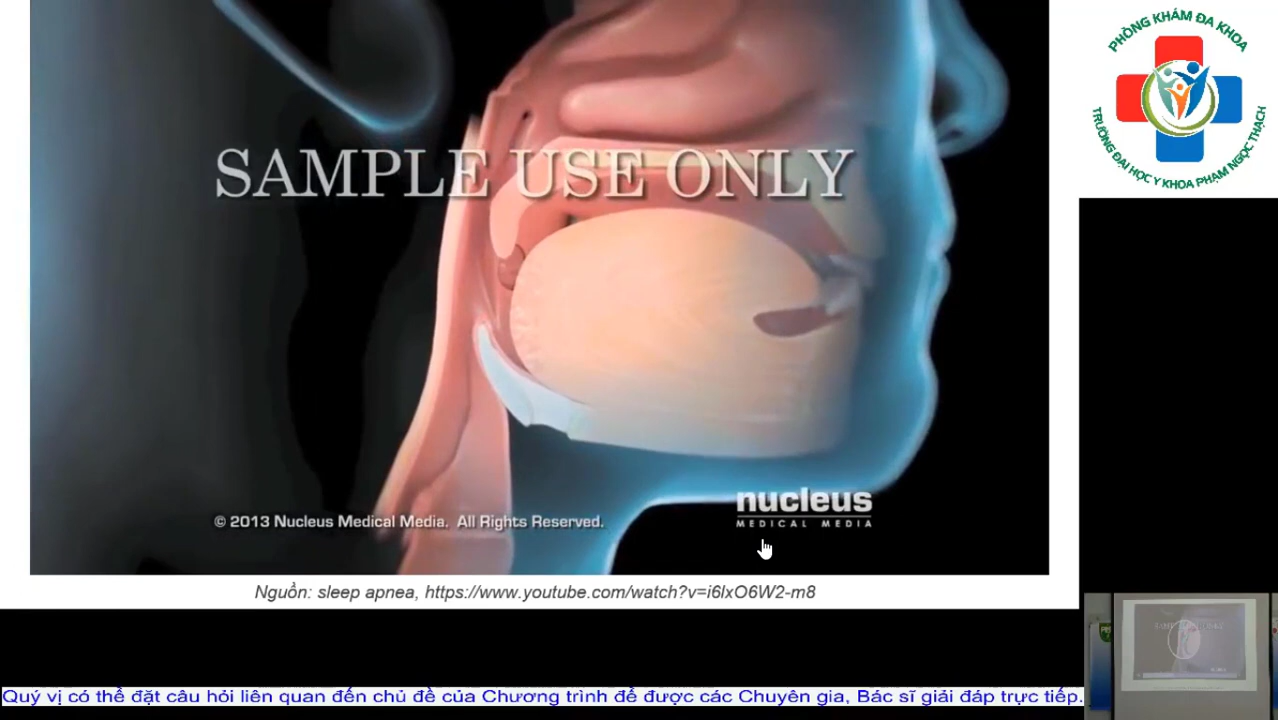 PHÒNG KHÁM ĐA KHOA
TRƯỜNG ĐẠI HỌC Y KHOA PHẠM NGỌC THẠCH
SAMPLE USE ONLY
nucleus
MEDICAL MEDIA
© 2013 Nucleus Medical Media. All Rights Reserved.
Nguồn: sleep apnea, https://www.youtube.com/watch?v=i6lxO6W2-m8
Quý vị có thể đặt câu hỏi liên quan đến chủ đề của Chương trình để được các Chuyên gia, Bác sĩ giải đáp trực tiếp.